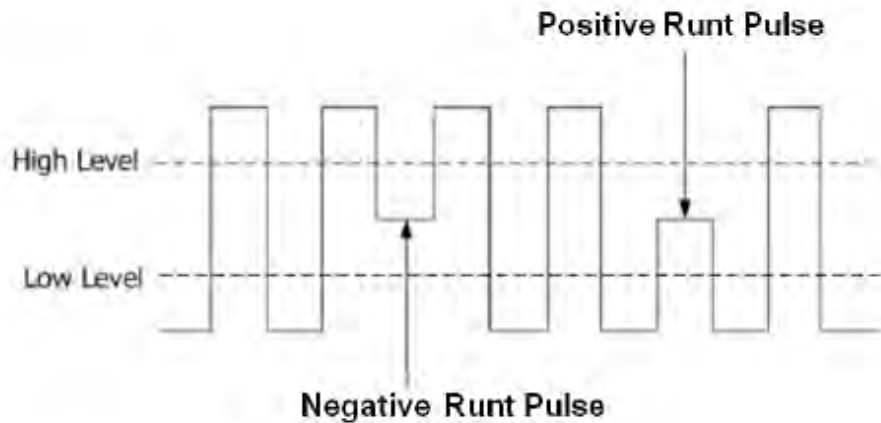 Positive Runt Pulse
High Level
Low Level
Negative Runt Pulse